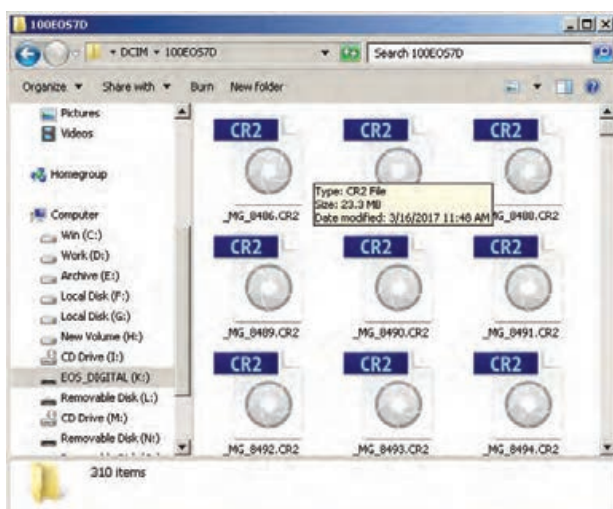 100EOS7D
DCIM 100EOS7D
Search 100EOS7D
Organize Share with Burn New folder
Pictures
Videos
Homegroup
Computer
Win (C:)
Work (D:)
Archive (E:)
Local Disk (F:)
Local Disk (G:)
New Volume (H:)
CD Drive (I:)
EOS_DIGITAL (K:)
Removable Disk (L:)
CD Drive (M:)
Removable Disk (N:)
CR2 CR2 CR2
Type: CR2 File
Size: 23.3 MB
Date modified: 3/16/2017 11:48 AM
_MG_8486.CR2 MG_8488.CR2
_MG_8489.CR2 _MG_8490.CR2 _MG_8491.CR2
CR2 CR2 CR2
CR2 CR2 CR2
_MG_8492.CR2 _MG_8493.CR2 _MG_8494.CR2
310 items